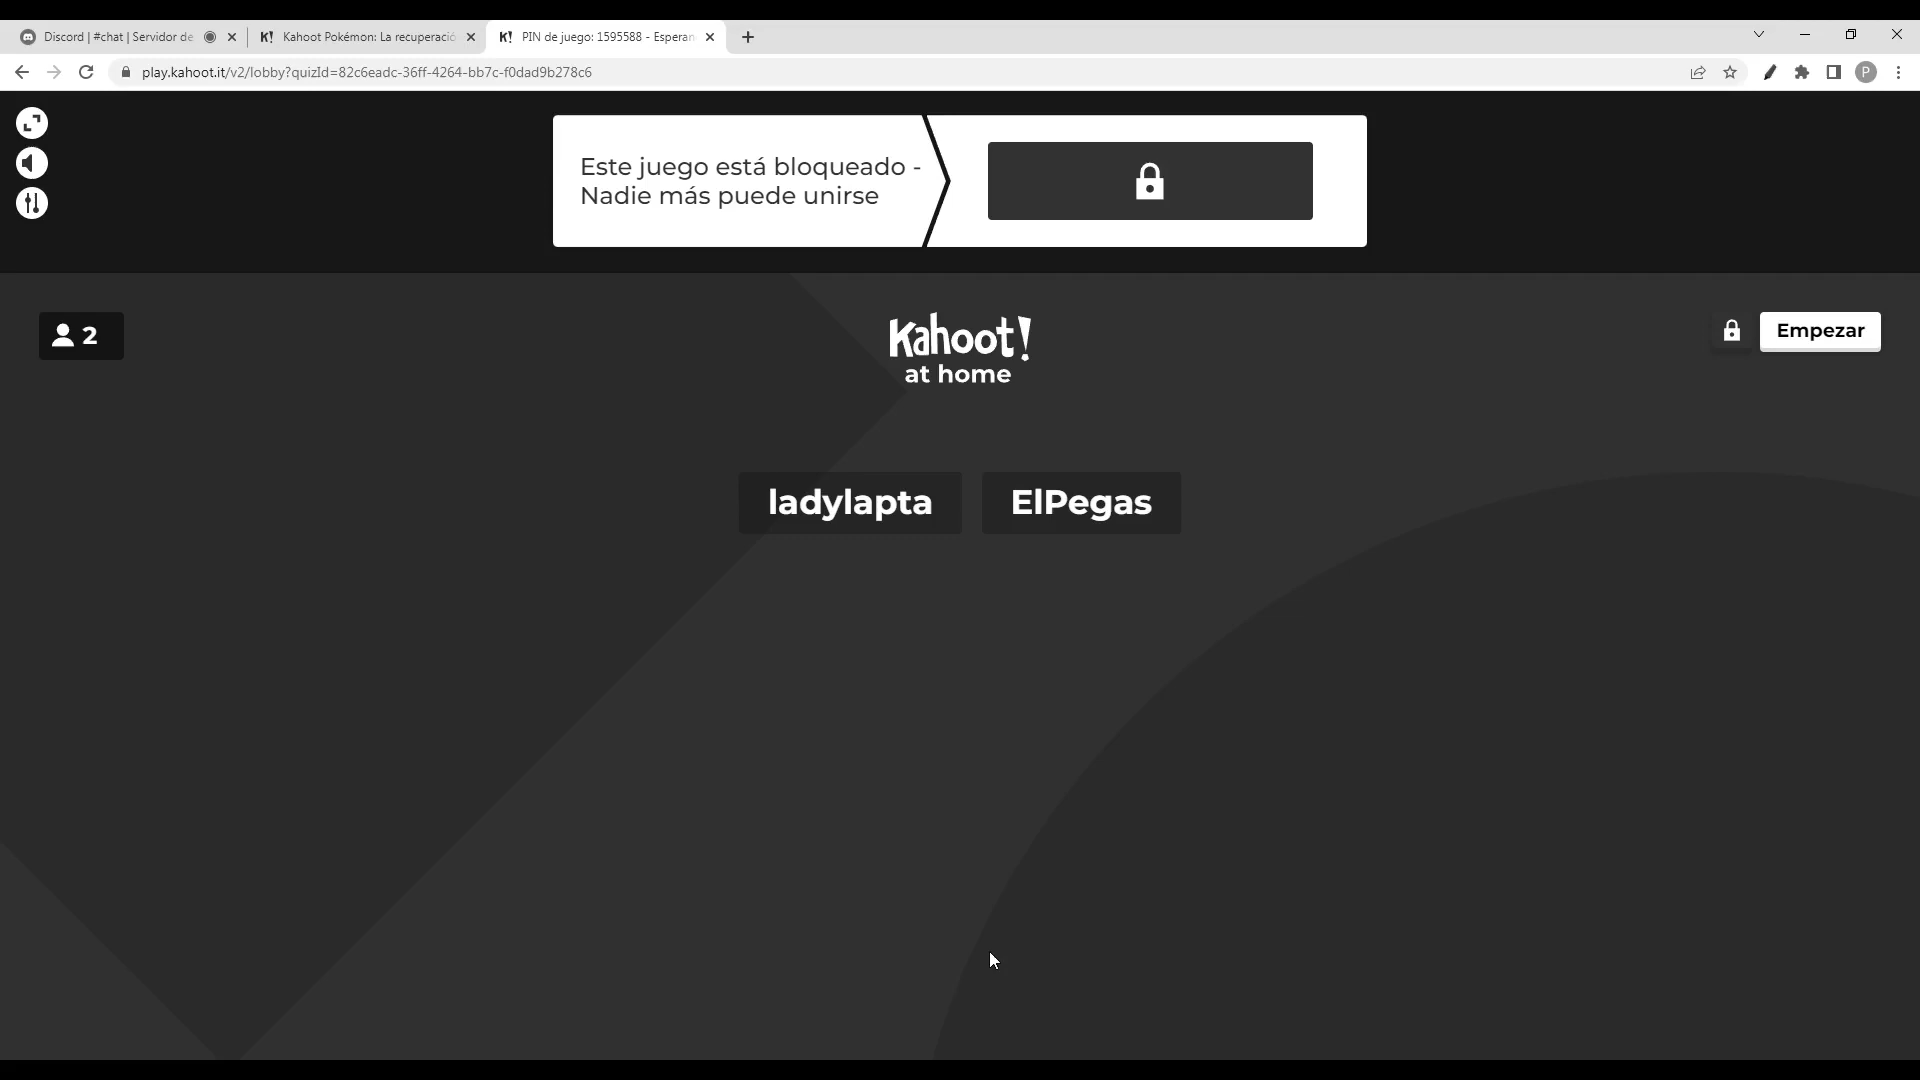 Discord | #chat | Servidor de
Kahoot Pokémon: La recuperació
PIN de juego: 1595588 - Esperan
play.kahoot.it/v2/lobby?quizId=82c6eadc-36ff-4264-bb7c-f0dad9b278c6
P
Este juego está bloqueado -
Nadie más puede unirse
2
Kahoot!
at home
Empezar
ladylapta
ElPegas